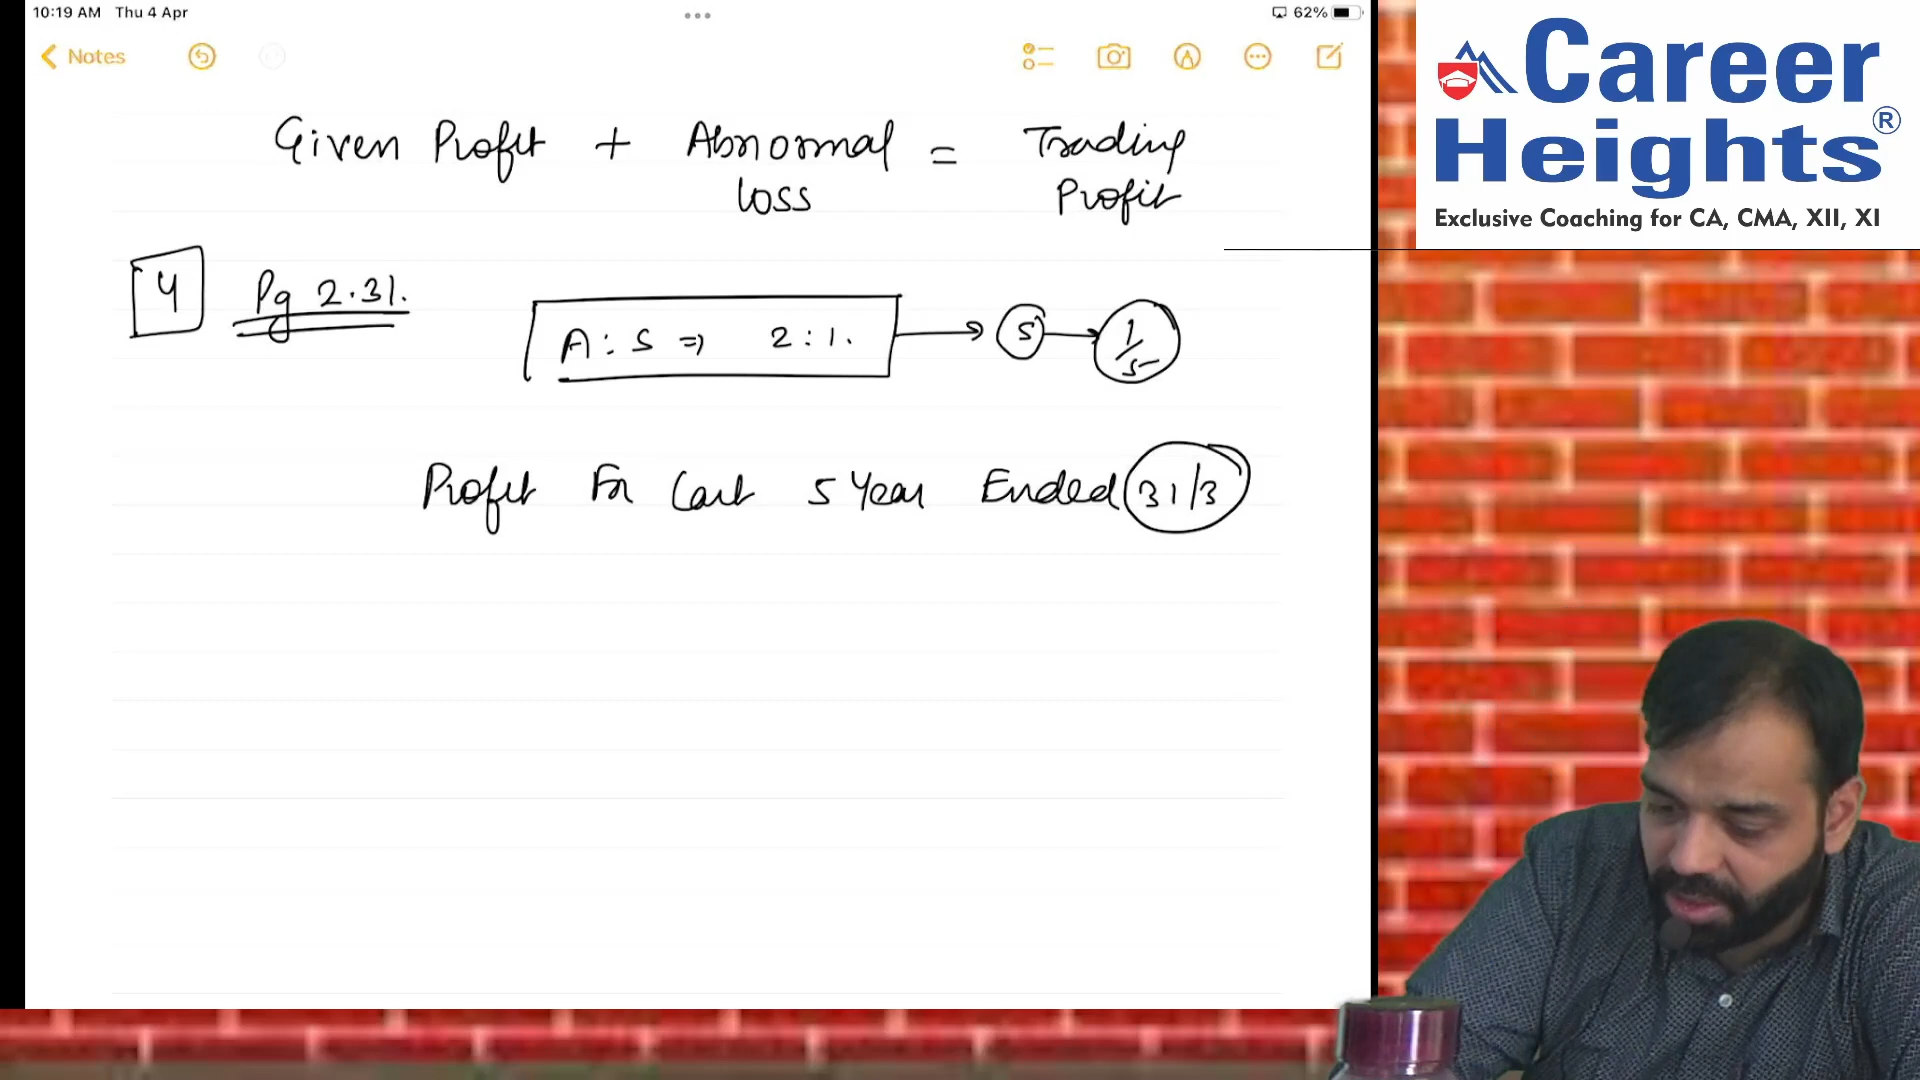 10:19 AM Thu 4 Apr
62%
Notes
Given Profit + Abnormal = Trading
loss Profit
4 Pg 2.31.
A : S ⇒ 2 : 1. → S → 1/5
Profit For Last 5 Year Ended 31/3
Career
Heights®
Exclusive Coaching for CA, CMA, XII, XI